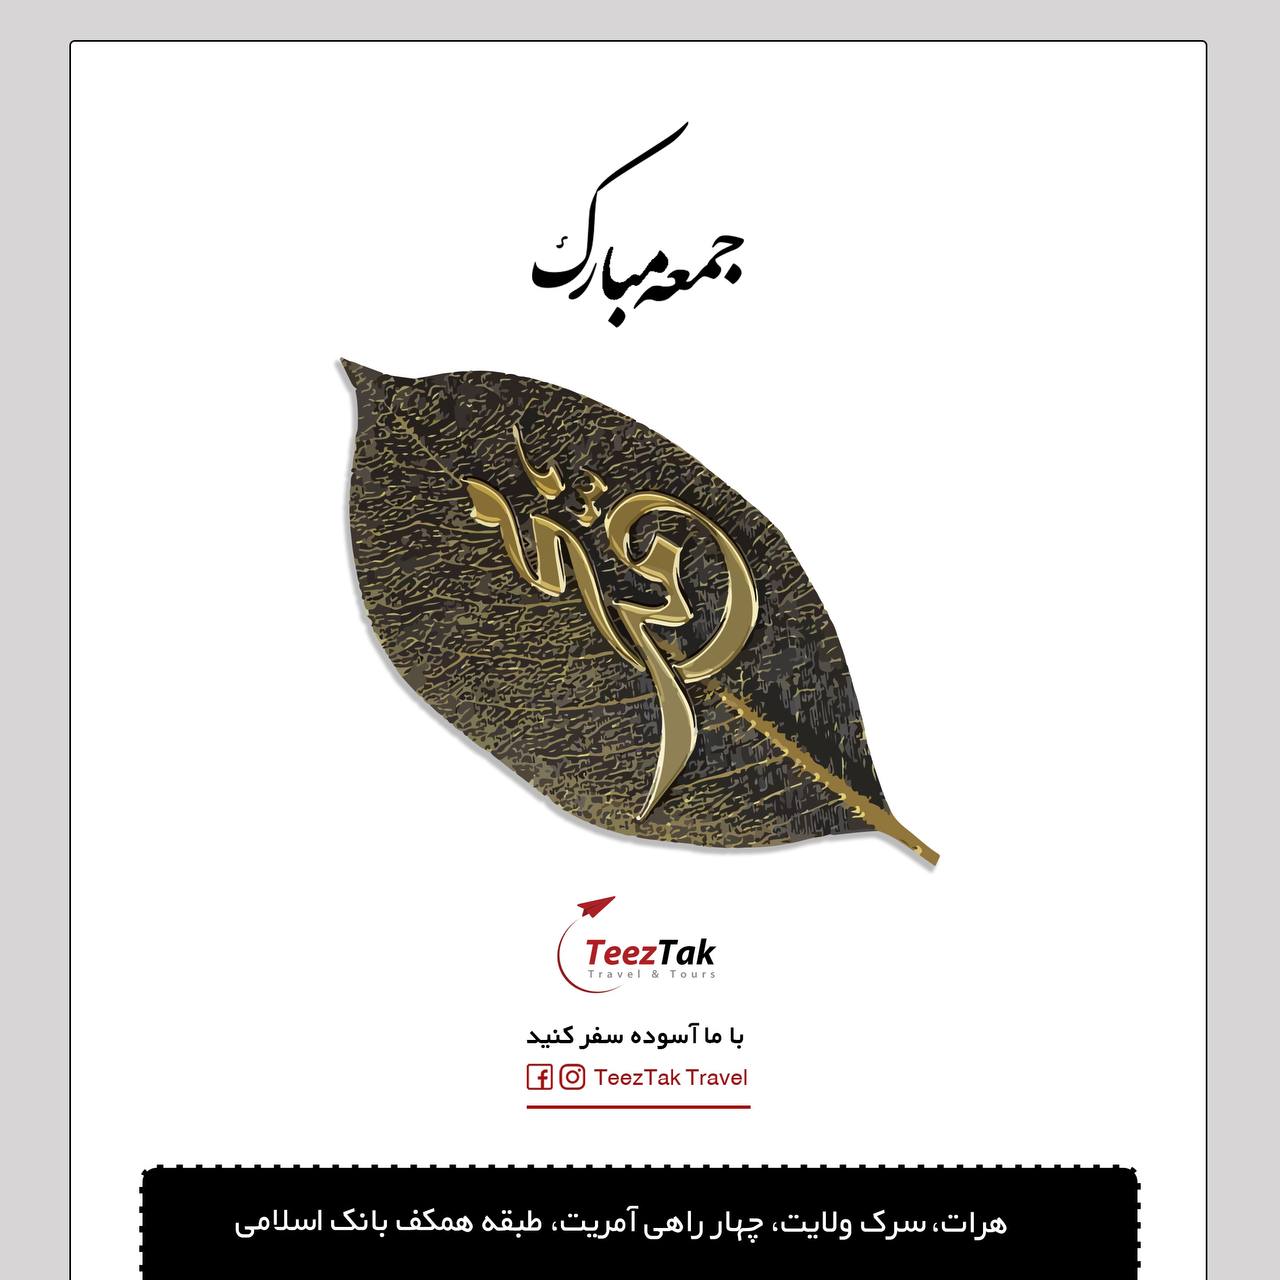 جمعه مبارک
TeezTak
Travel & Tours
با ما آسوده سفر کنید
TeezTak Travel
هرات، سرک ولایت، چهار راهی آمریت، طبقه همکف بانک اسلامی